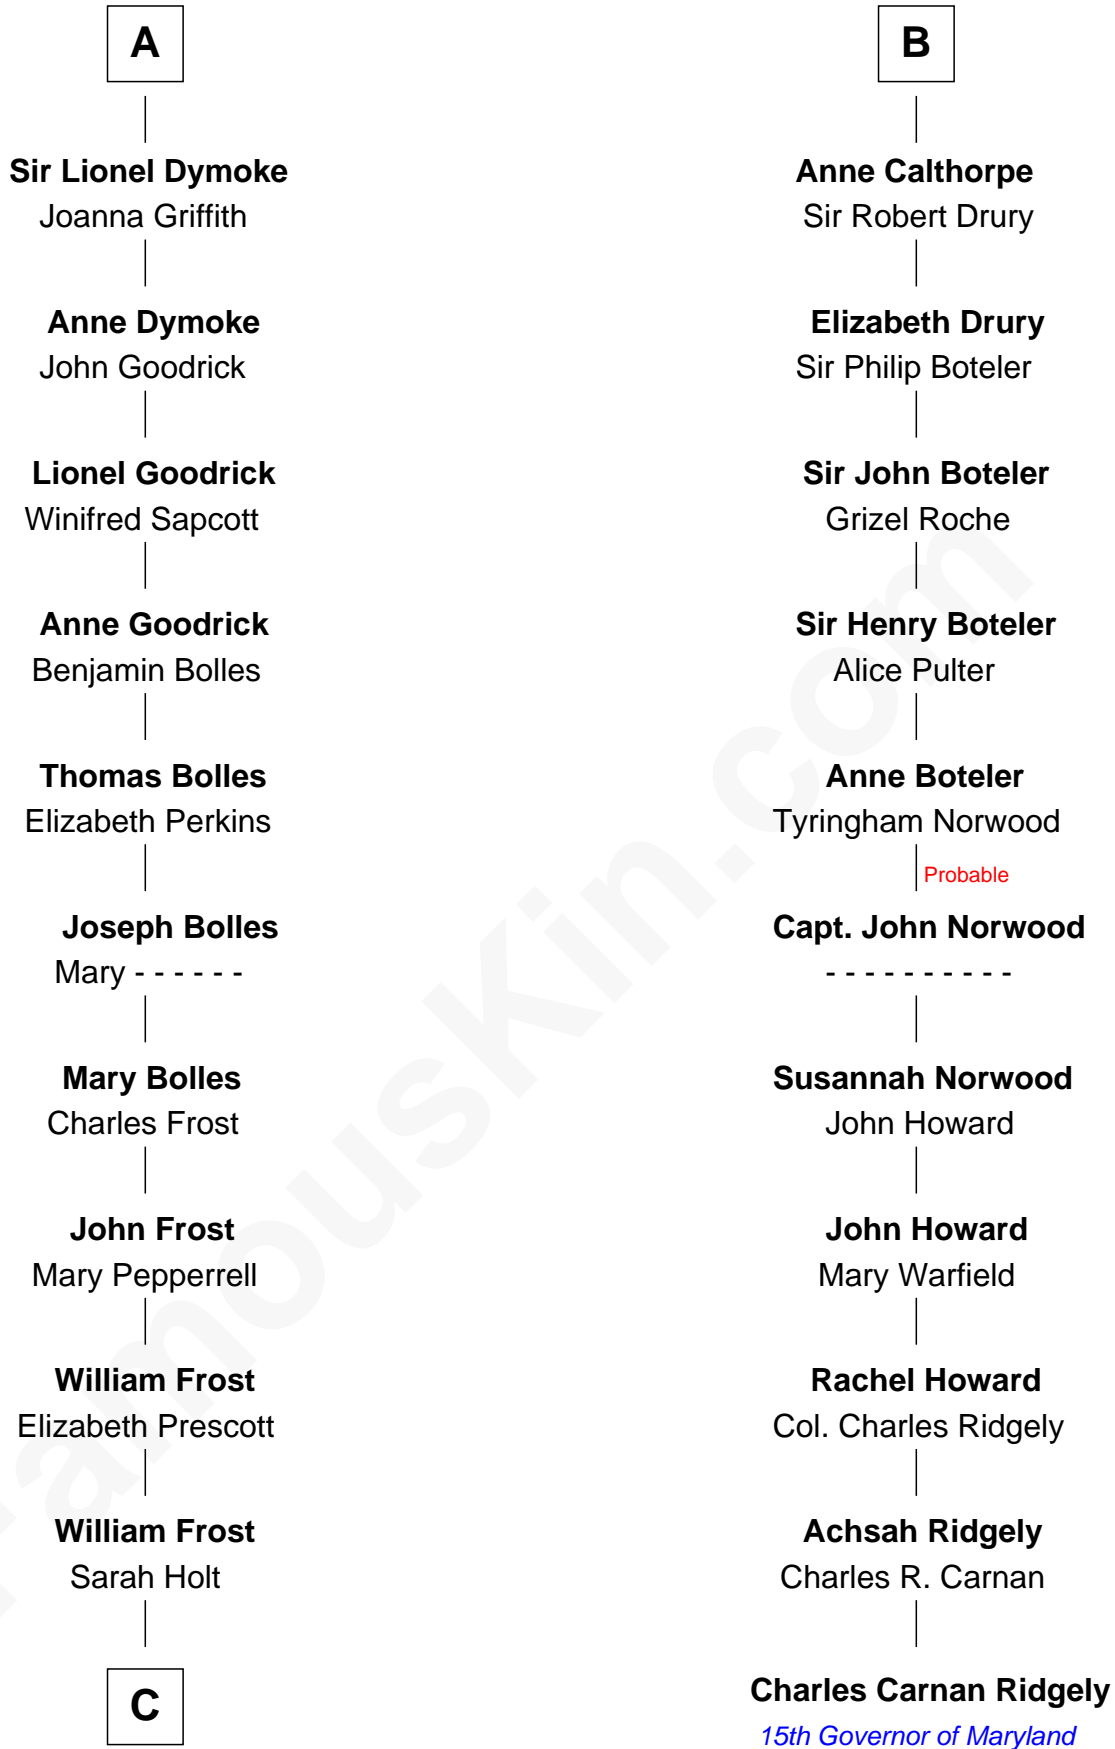 A
Sir Lionel Dymoke
Joanna Griffith
Anne Dymoke
John Goodrick
Lionel Goodrick
Winifred Sapcott
Anne Goodrick
Benjamin Bolles
Thomas Bolles
Elizabeth Perkins
Joseph Bolles
Mary - - - - - -
Mary Bolles
Charles Frost
John Frost
Mary Pepperrell
William Frost
Elizabeth Prescott
William Frost
Sarah Holt
C
B
Anne Calthorpe
Sir Robert Drury
Elizabeth Drury
Sir Philip Boteler
Sir John Boteler
Grizel Roche
Sir Henry Boteler
Alice Pulter
Anne Boteler
Tyringham Norwood
Probable
Capt. John Norwood
- - - - - - - - - -
Susannah Norwood
John Howard
John Howard
Mary Warfield
Rachel Howard
Col. Charles Ridgely
Achsah Ridgely
Charles R. Carnan
Charles Carnan Ridgely
15th Governor of Maryland
FamousKin.com